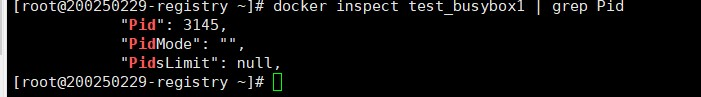 [root@200250229-registry ~]# docker inspect test_busybox1 | grep Pid
"Pid": 3145,
"PidMode": "",
"PidsLimit": null,
[root@200250229-registry ~]#